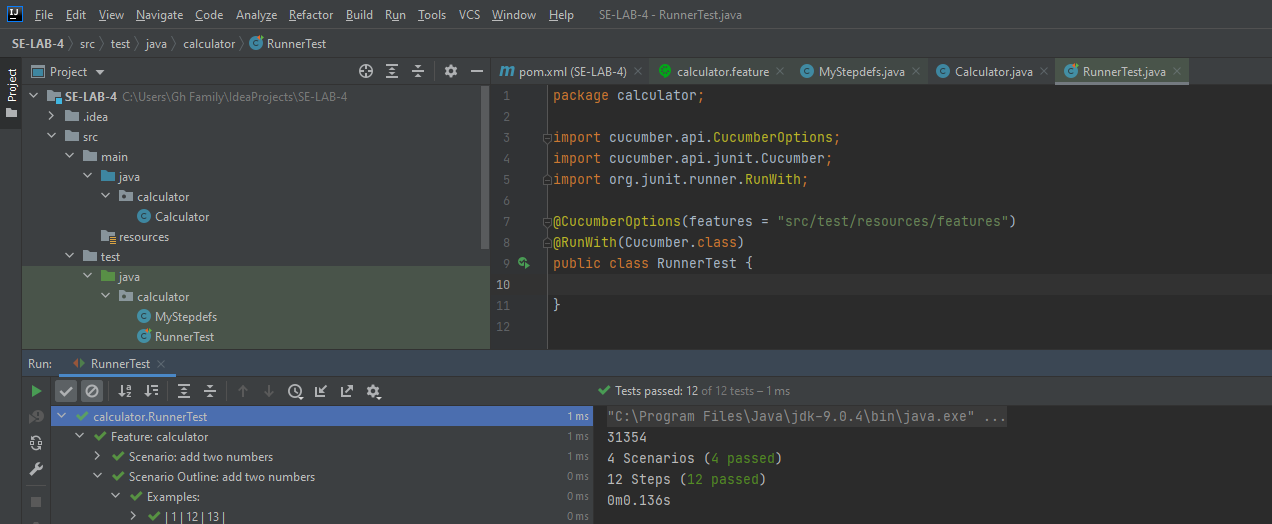 IJ File Edit View Navigate Code Analyze Refactor Build Run Tools VCS Window Help SE-LAB-4 - RunnerTest.java
SE-LAB-4 src test java calculator RunnerTest
Project
Project
SE-LAB-4 C:\Users\Gh Family\IdeaProjects\SE-LAB-4
.idea
src
main
java
calculator
Calculator
resources
test
java
calculator
MyStepdefs
RunnerTest
pom.xml (SE-LAB-4) calculator.feature MyStepdefs.java Calculator.java RunnerTest.java
1 package calculator;
2
3 import cucumber.api.CucumberOptions;
4 import cucumber.api.junit.Cucumber;
5 import org.junit.runner.RunWith;
6
7 @CucumberOptions(features = "src/test/resources/features")
8 @RunWith(Cucumber.class)
9 public class RunnerTest {
10
11 }
12
Run: RunnerTest
Tests passed: 12 of 12 tests – 1 ms
calculator.RunnerTest 1 ms
Feature: calculator 1 ms
Scenario: add two numbers 1 ms
Scenario Outline: add two numbers 0 ms
Examples: 0 ms
| 1 | 12 | 13 | 0 ms
"C:\Program Files\Java\jdk-9.0.4\bin\java.exe" ...
31354
4 Scenarios (4 passed)
12 Steps (12 passed)
0m0.136s